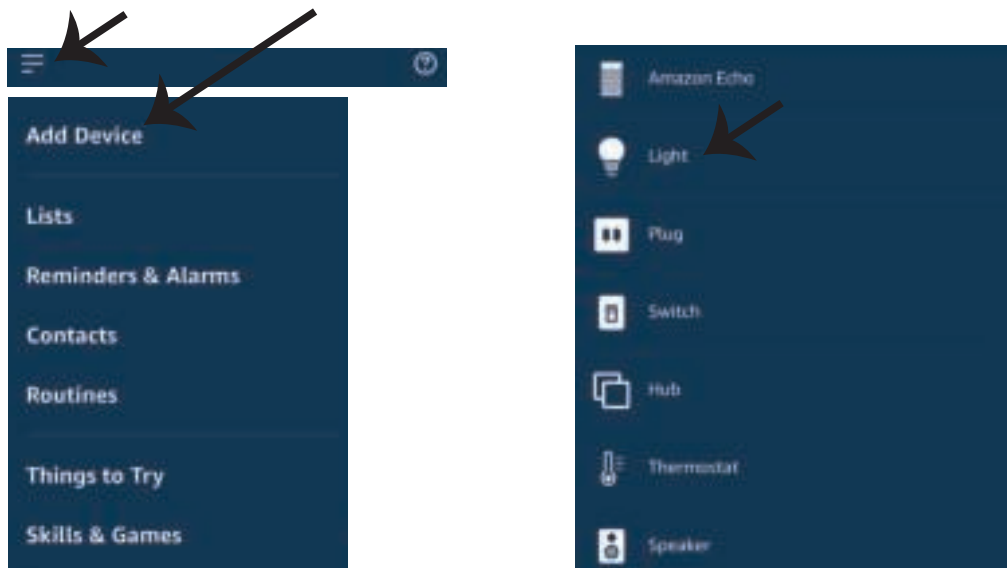 Add Device
Lists
Reminders & Alarms
Contacts
Routines
Things to Try
Skills & Games
Amazon Echo
Light
Plug
Switch
Hub
Thermostat
Speaker